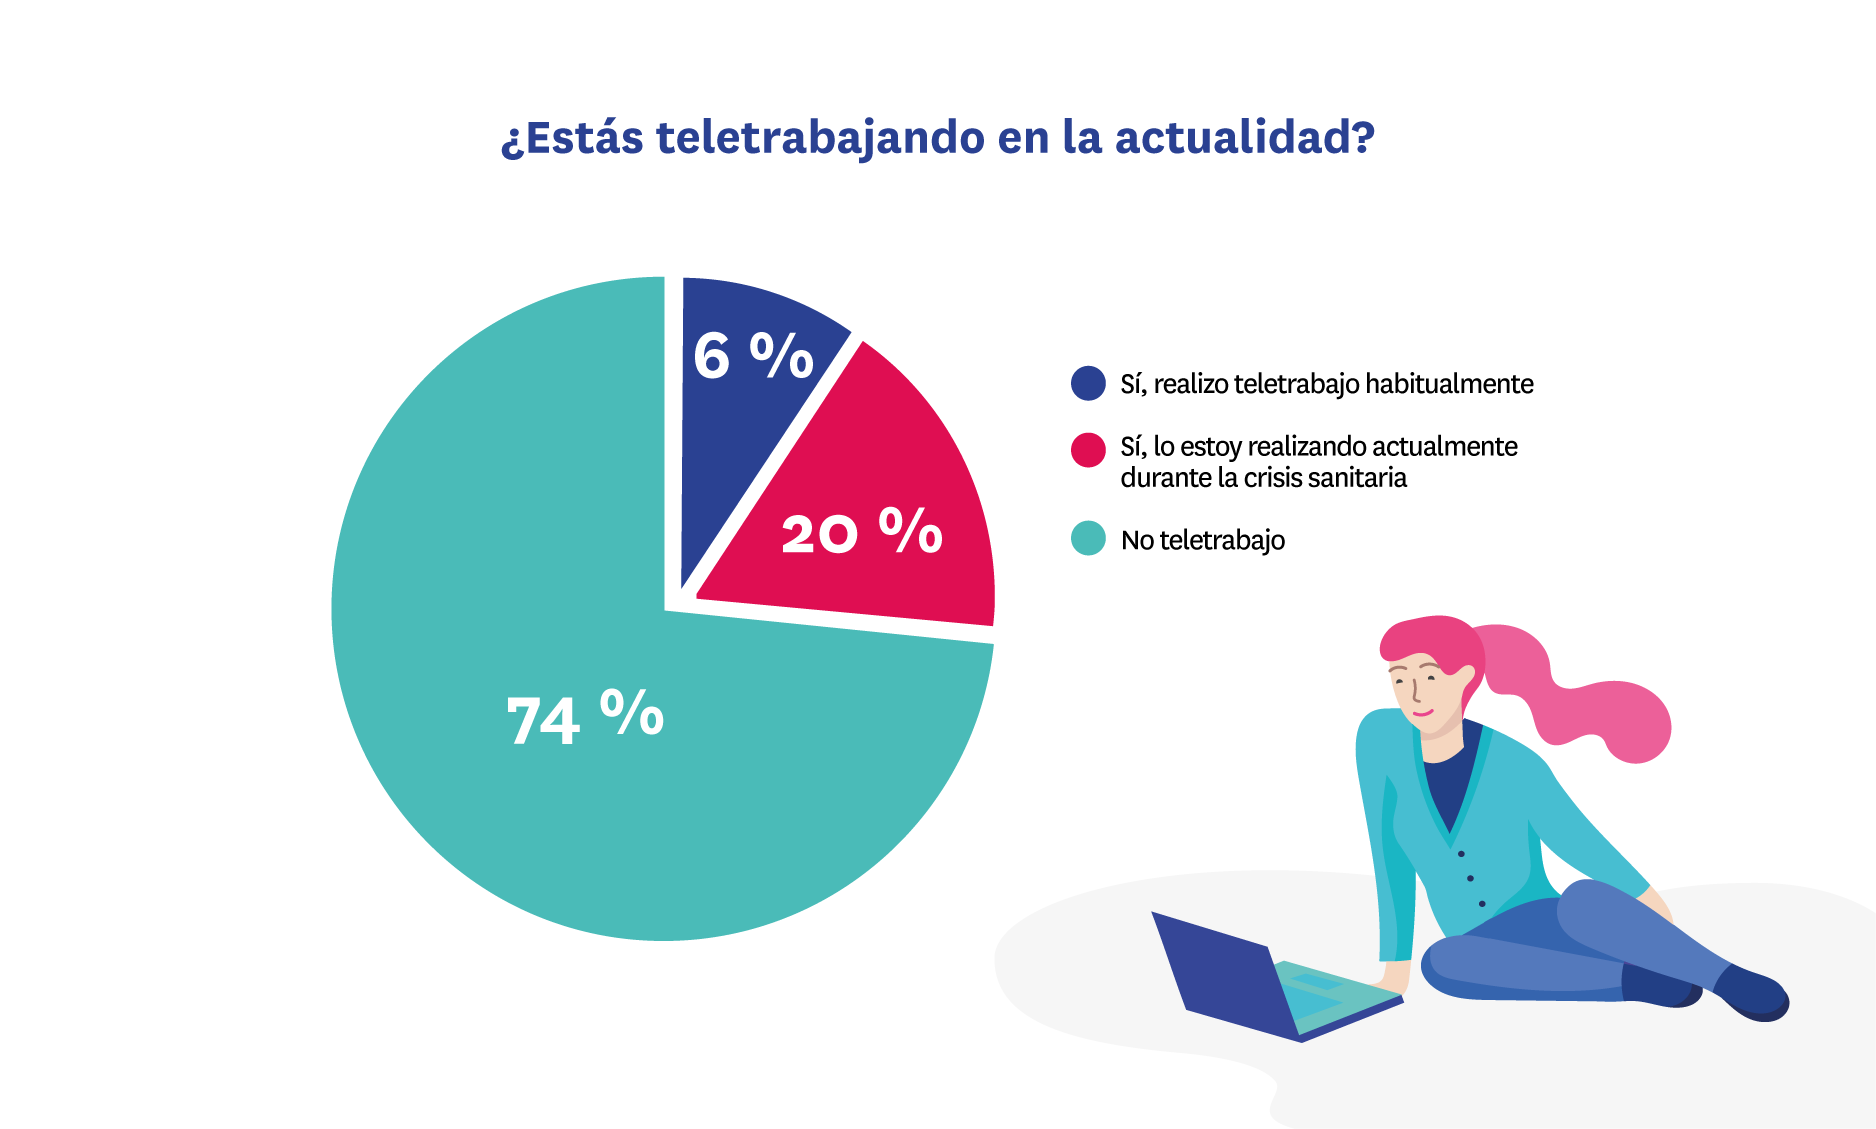 ¿Estás teletrabajando en la actualidad?
6 %
20 %
74 %
Sí, realizo teletrabajo habitualmente
Sí, lo estoy realizando actualmente
durante la crisis sanitaria
No teletrabajo